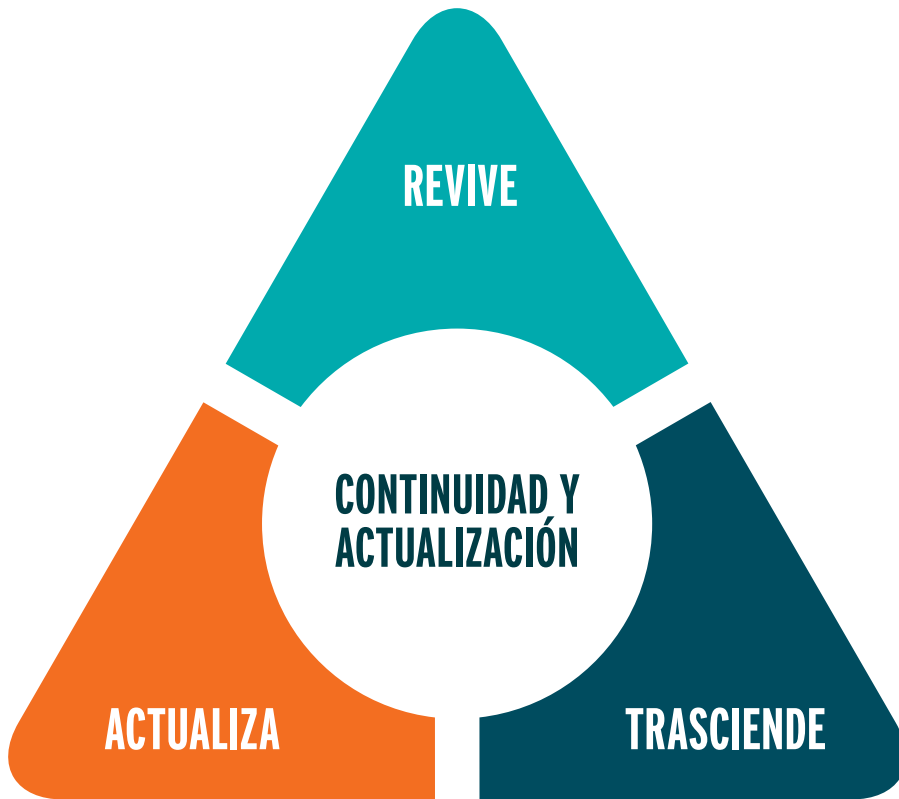 REVIVE
CONTINUIDAD Y
ACTUALIZACIÓN
ACTUALIZA
TRASCIENDE